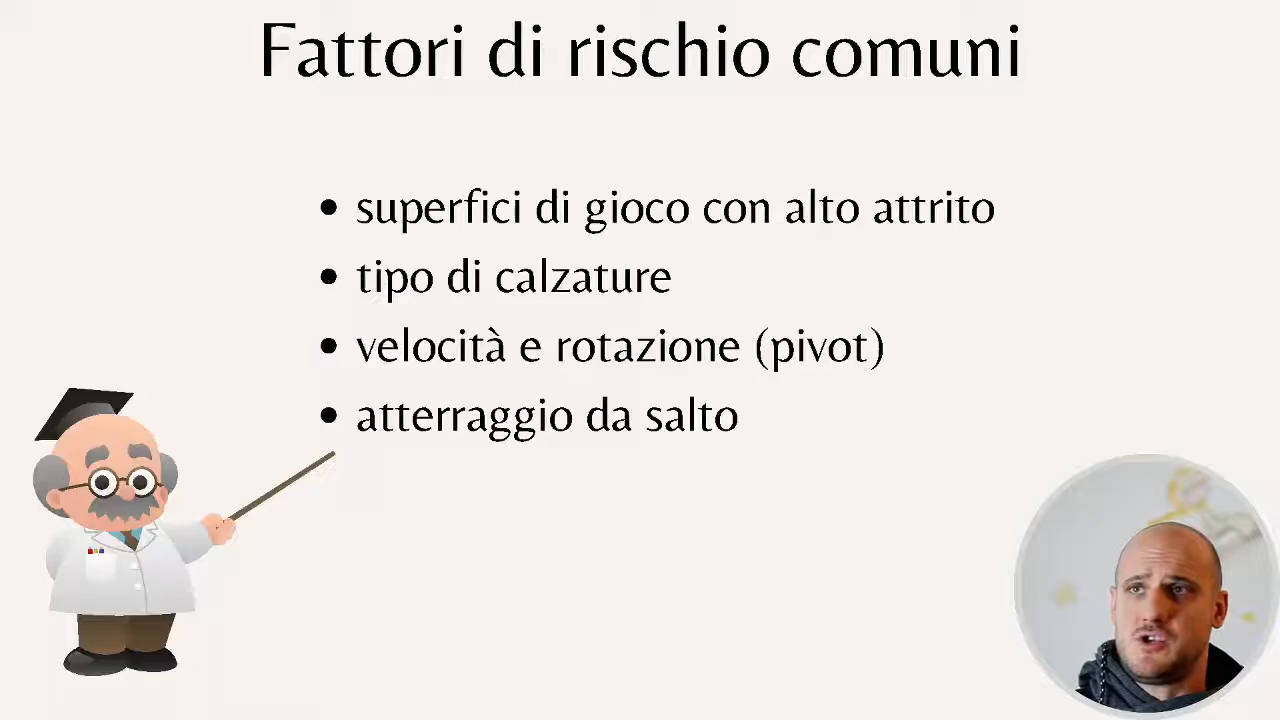 Fattori di rischio comuni
• superfici di gioco con alto attrito
• tipo di calzature
• velocità e rotazione (pivot)
• atterraggio da salto